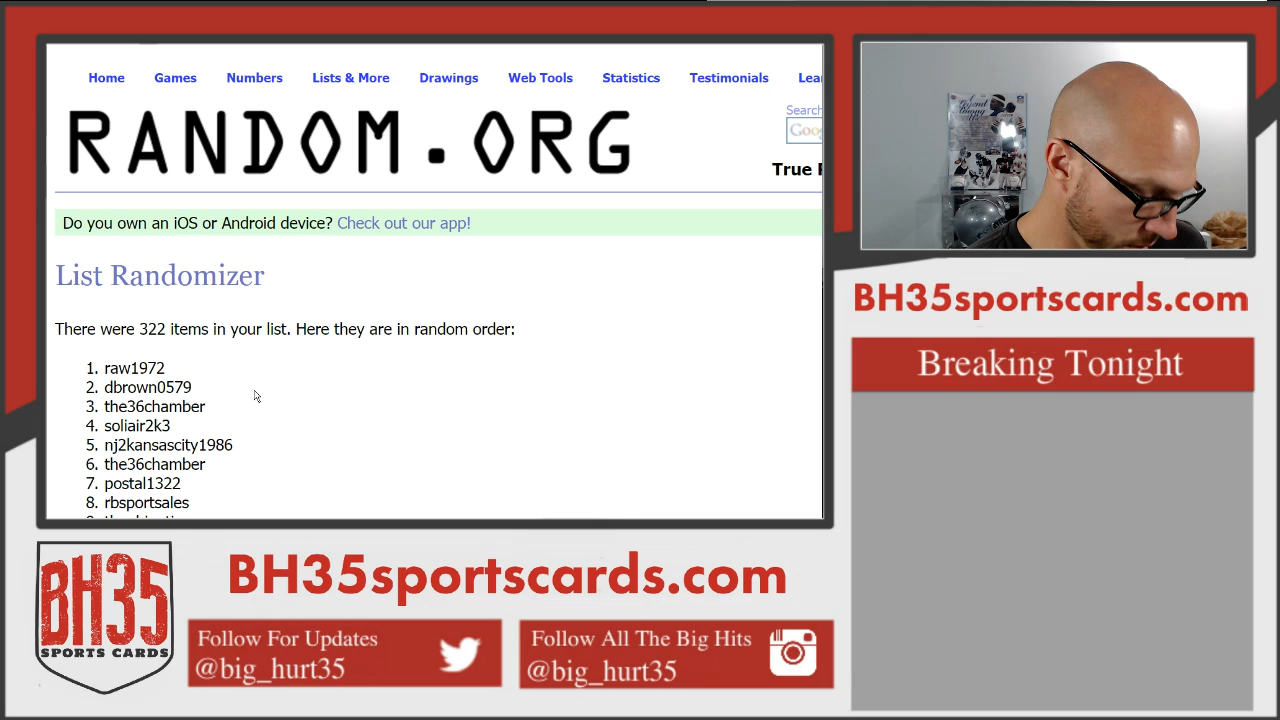 Home Games Numbers Lists & More Drawings Web Tools Statistics Testimonials
RANDOM.ORG
Search
True
Do you own an iOS or Android device? Check out our app!
List Randomizer
There were 322 items in your list. Here they are in random order:
1. raw1972
2. dbrown0579
3. the36chamber
4. soliair2k3
5. nj2kansascity1986
6. the36chamber
7. postal1322
8. rbsportsales
BH35sportscards.com
Breaking Tonight
BH35
SPORTS CARDS
BH35sportscards.com
Follow For Updates
@big_hurt35
Follow All The Big Hits
@big_hurt35